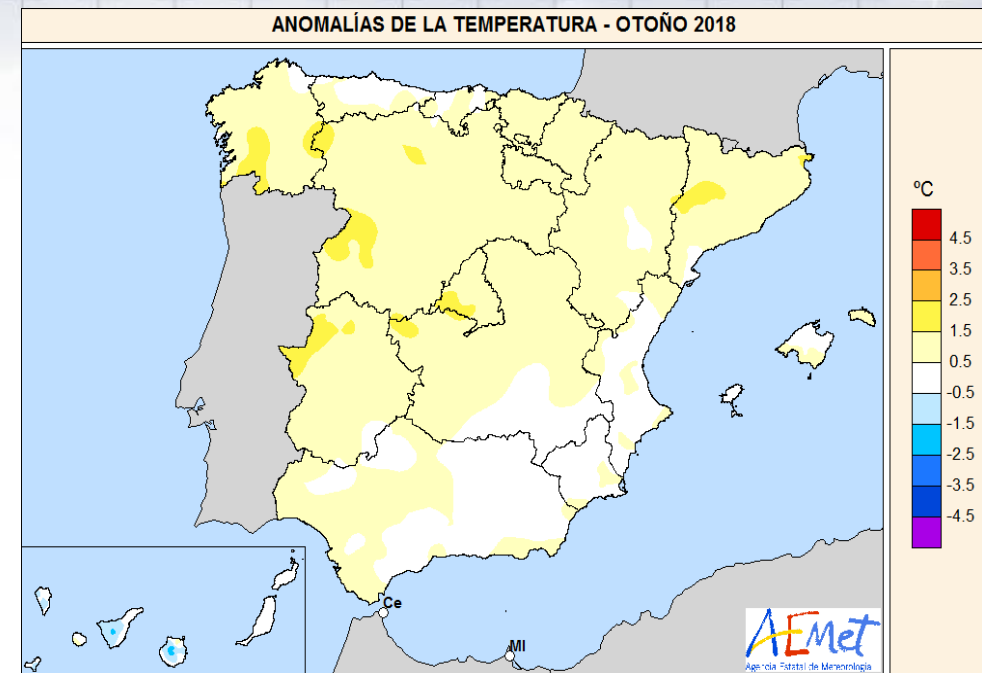 ANOMALÍAS DE LA TEMPERATURA - OTOÑO 2018
ºC
4.5
3.5
2.5
1.5
0.5
-0.5
-1.5
-2.5
-3.5
-4.5
Ce
Ml
AEMet
Agencia Estatal de Meteorología